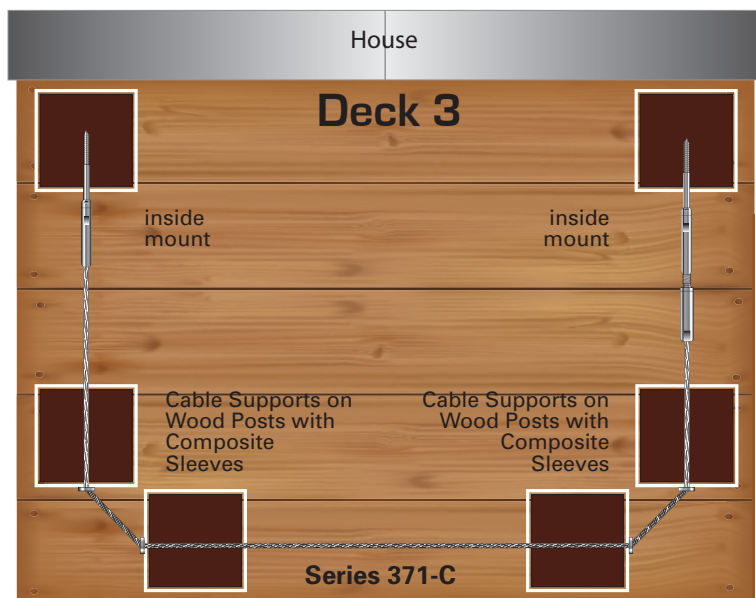 House
Deck 3
inside
mount
inside
mount
Cable Supports on
Wood Posts with
Composite
Sleeves
Cable Supports on
Wood Posts with
Composite
Sleeves
Series 371-C